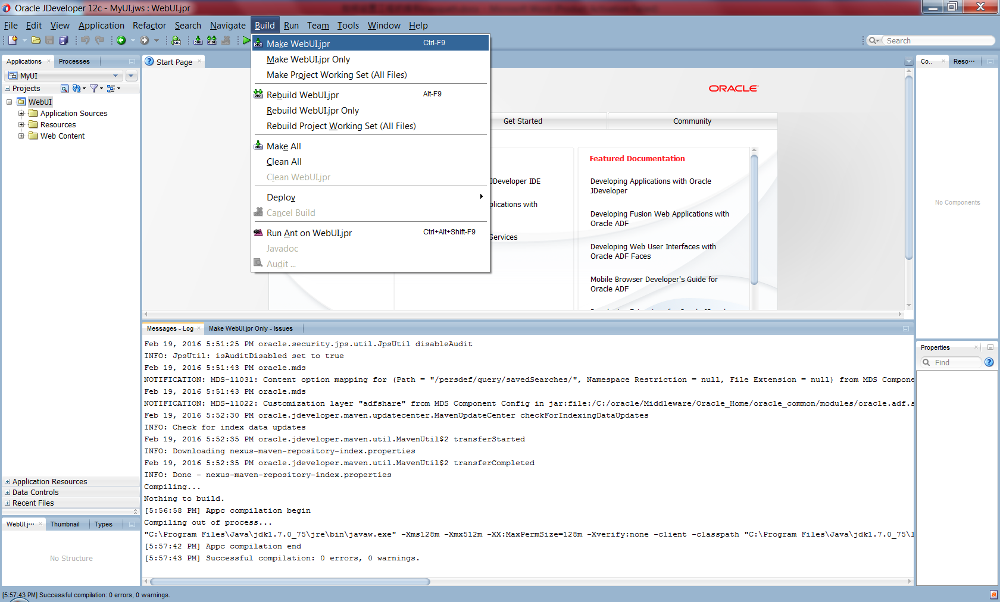 Oracle JDeveloper 12c - MyUI.jws : WebUI.jpr
File Edit View Application Refactor Search Navigate Build Run Team Tools Window Help
Search
Applications
Processes
MyUI
Projects
WebUI
Application Sources
Resources
Web Content
Application Resources
Data Controls
Recent Files
WebUI.j...
Thumbnail
Types
No Structure
Start Page
Make WebUI.jpr Ctrl-F9
Make WebUI.jpr Only
Make Project Working Set (All Files)
Rebuild WebUI.jpr Alt-F9
Rebuild WebUI.jpr Only
Rebuild Project Working Set (All Files)
Make All
Clean All
Clean WebUI.jpr
Deploy
Cancel Build
Run Ant on WebUI.jpr Ctrl+Alt+Shift-F9
Javadoc
Audit ...
ORACLE
Get Started
Community
JDeveloper IDE
plications with
Services
Featured Documentation
Developing Applications with Oracle
JDeveloper
Developing Fusion Web Applications with
Oracle ADF
Developing Web User Interfaces with
Oracle ADF Faces
Mobile Browser Developer's Guide for
Oracle ADF
Co...
Reso...
No Components
Properties
Find
Messages - Log
Make WebUI.jpr Only - Issues
Feb 19, 2016 5:51:25 PM oracle.security.jps.util.JpsUtil disableAudit
INFO: JpsUtil: isAuditDisabled set to true
Feb 19, 2016 5:51:43 PM oracle.mds
NOTIFICATION: MDS-11031: Content option mapping for (Path = "/persdef/query/savedSearches/", Namespace Restriction = null, File Extension = null) from MDS Compone
Feb 19, 2016 5:51:43 PM oracle.mds
NOTIFICATION: MDS-11022: Customization layer "adfshare" from MDS Component Config in jar:file:/C:/oracle/Middleware/Oracle_Home/oracle_common/modules/oracle.adf.s
Feb 19, 2016 5:52:30 PM oracle.jdeveloper.maven.updatecenter.MavenUpdateCenter checkForIndexingDataUpdates
INFO: Check for index data updates
Feb 19, 2016 5:52:35 PM oracle.jdeveloper.maven.util.MavenUtil$2 transferStarted
INFO: Downloading nexus-maven-repository-index.properties
Feb 19, 2016 5:52:35 PM oracle.jdeveloper.maven.util.MavenUtil$2 transferCompleted
INFO: Done - nexus-maven-repository-index.properties
Compiling...
Nothing to build.
[5:56:58 PM] Appc compilation begin
Compiling out of process...
"C:\Program Files\Java\jdk1.7.0_75\jre\bin\javaw.exe" -Xms128m -Xmx512m -XX:MaxPermSize=128m -Xverify:none -client -classpath "C:\Program Files\Java\jdk1.7.0_75\l
[5:57:42 PM] Appc compilation end
[5:57:43 PM] Successful compilation: 0 errors, 0 warnings.
[5:57:43 PM] Successful compilation: 0 errors, 0 warnings.